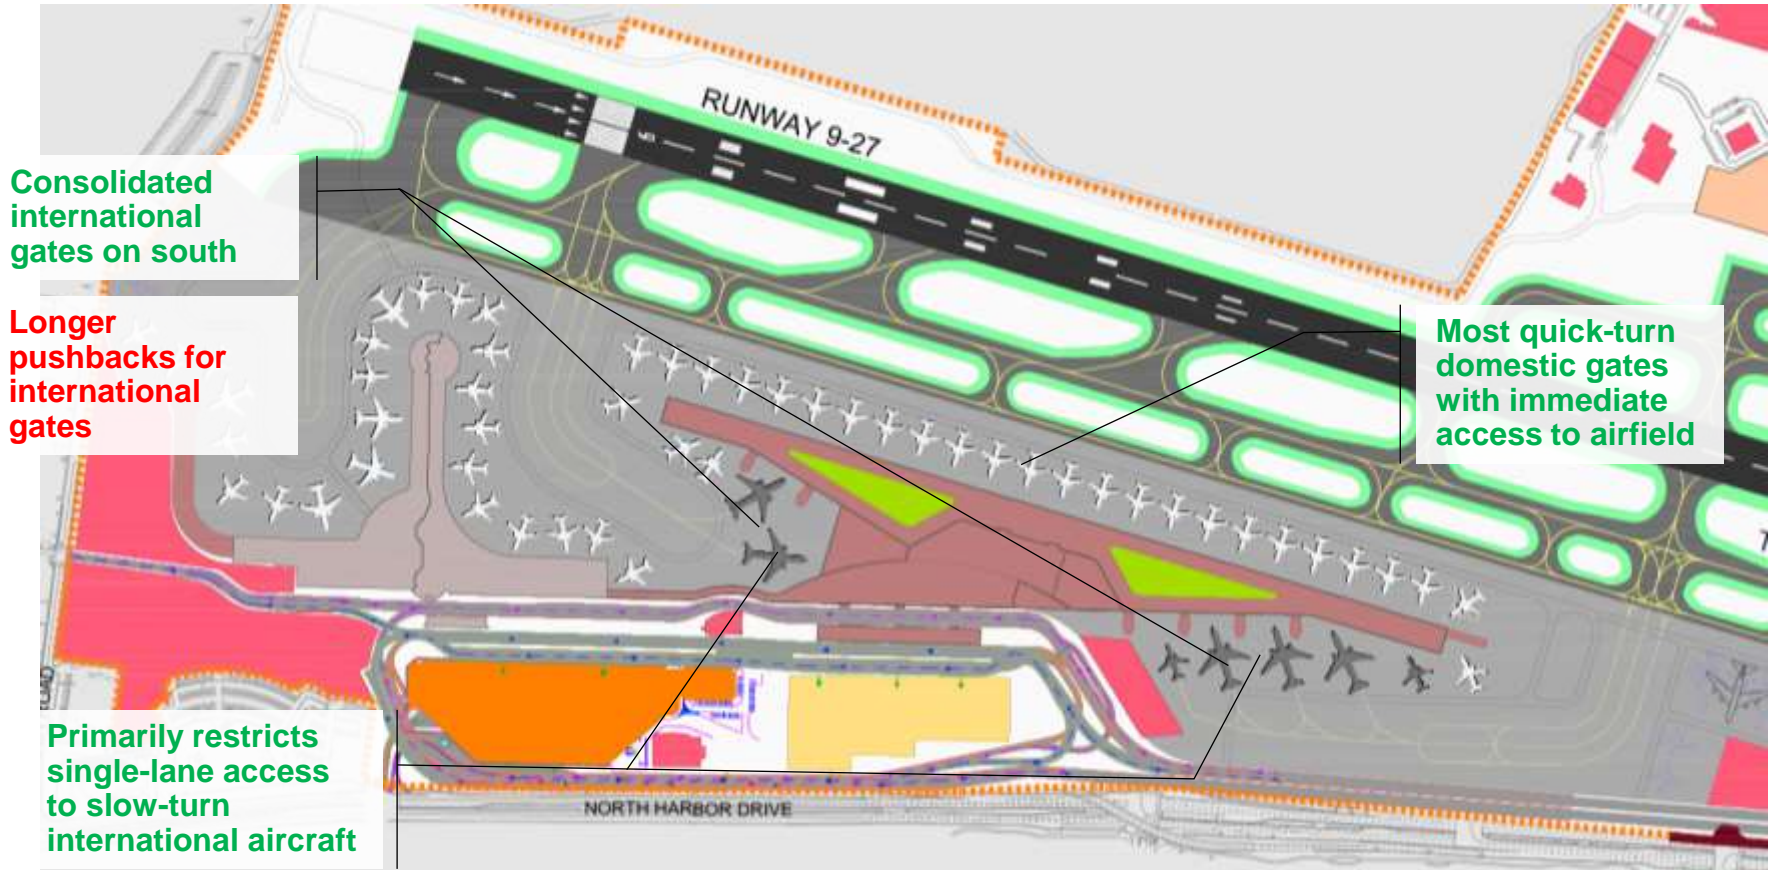 RUNWAY 9-27
Consolidated
international
gates on south
Longer
pushbacks for
international
gates
Most quick-turn
domestic gates
with immediate
access to airfield
Primarily restricts
single-lane access
to slow-turn
international aircraft
NORTH HARBOR DRIVE